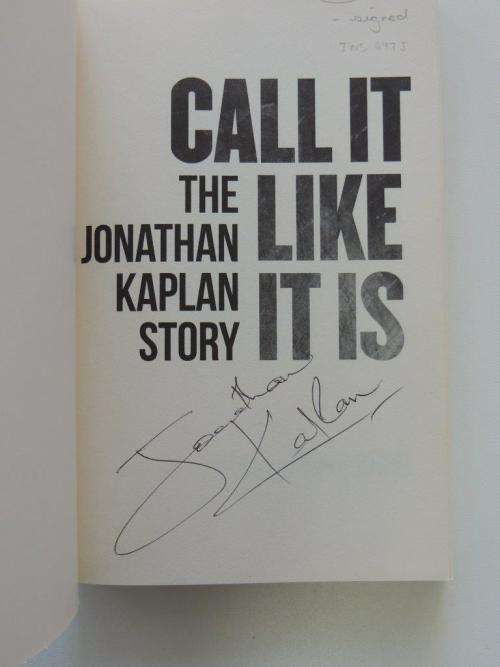 - signed
CALL IT
THE
LIKE
JONATHAN
KAPLAN
IT IS
STORY
Jonathan
Kaplan